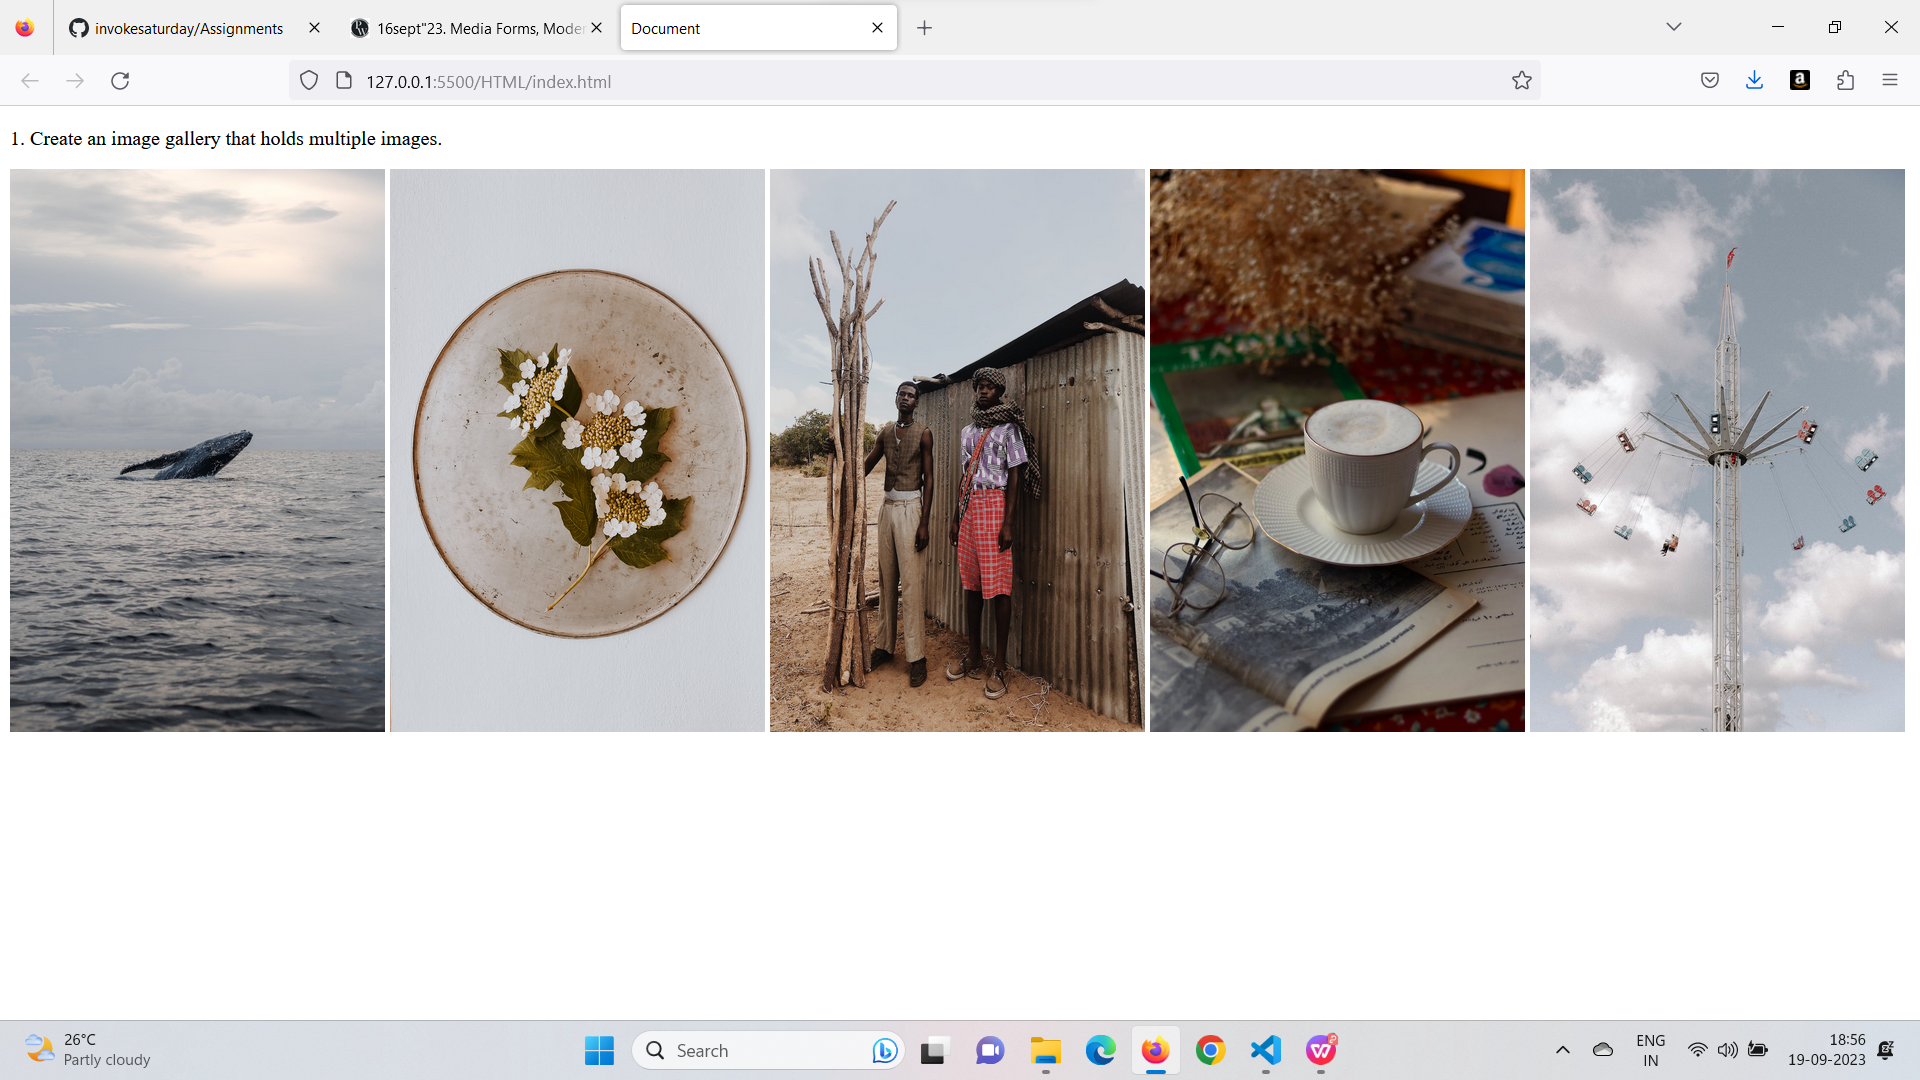 invokesaturday/Assignments
16sept"23. Media Forms, Moder
Document
127.0.0.1:5500/HTML/index.html
1. Create an image gallery that holds multiple images.
26°C
Partly cloudy
Search
ENG
IN
18:56
19-09-2023